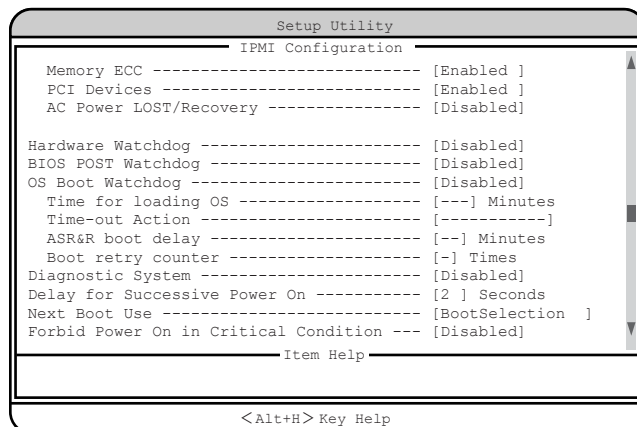 Setup Utility
IPMI Configuration
Memory ECC ---------------------------- [Enabled ]
PCI Devices --------------------------- [Enabled ]
AC Power LOST/Recovery ---------------- [Disabled]
Hardware Watchdog ----------------------- [Disabled]
BIOS POST Watchdog ---------------------- [Disabled]
OS Boot Watchdog ------------------------ [Disabled]
Time for loading OS ------------------- [---] Minutes
Time-out Action ----------------------- [-----------]
ASR&R boot delay ---------------------- [--] Minutes
Boot retry counter -------------------- [-] Times
Diagnostic System ----------------------- [Disabled]
Delay for Successive Power On ----------- [2 ] Seconds
Next Boot Use --------------------------- [BootSelection  ]
Forbid Power On in Critical Condition --- [Disabled]
Item Help
<Alt+H> Key Help